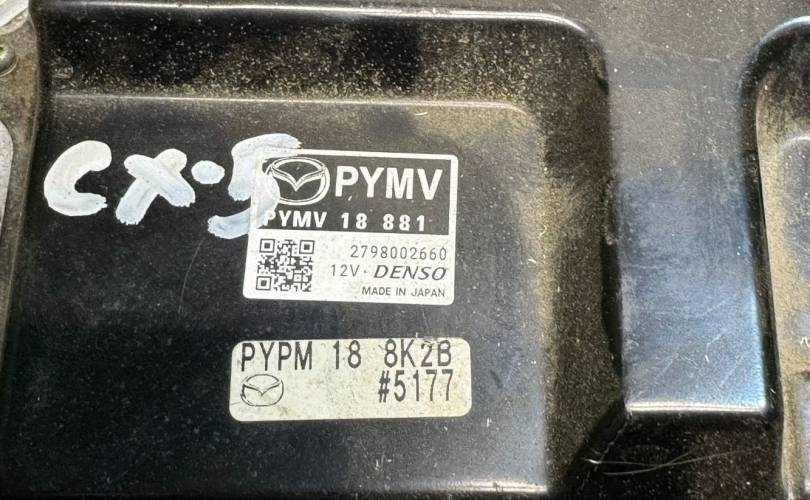 CX-5
PYMV
PYMV 18 881
2798002660
12V · DENSO
MADE IN JAPAN
PYPM 18 8K2B
#5177